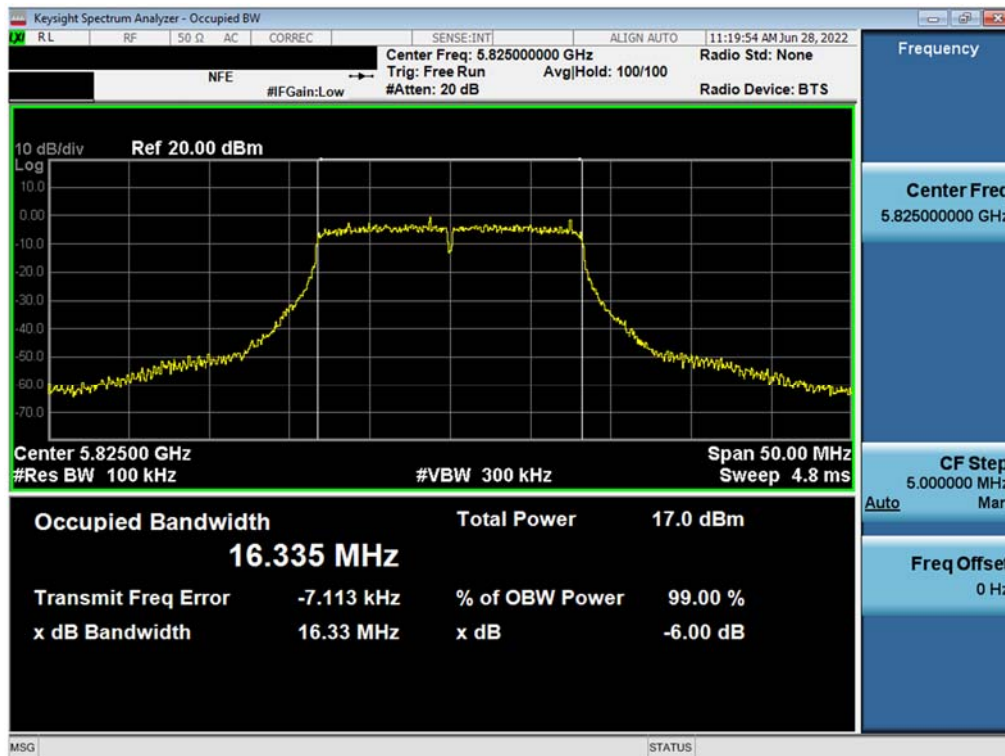 Keysight Spectrum Analyzer - Occupied BW
LXI RL RF 50 Ω AC CORREC SENSE:INT ALIGN AUTO 11:19:54 AM Jun 28, 2022
Center Freq: 5.825000000 GHz Radio Std: None
NFE Trig: Free Run Avg|Hold: 100/100
#IFGain:Low #Atten: 20 dB Radio Device: BTS
Frequency
10 dB/div Ref 20.00 dBm
Log
10.0
0.00
-10.0
-20.0
-30.0
-40.0
-50.0
-60.0
-70.0
Center 5.82500 GHz Span 50.00 MHz
#Res BW 100 kHz #VBW 300 kHz Sweep 4.8 ms
Occupied Bandwidth Total Power 17.0 dBm
16.335 MHz
Transmit Freq Error -7.113 kHz % of OBW Power 99.00 %
x dB Bandwidth 16.33 MHz x dB -6.00 dB
Center Freq
5.825000000 GHz
CF Step
5.000000 MHz
Auto Man
Freq Offset
0 Hz
MSG STATUS